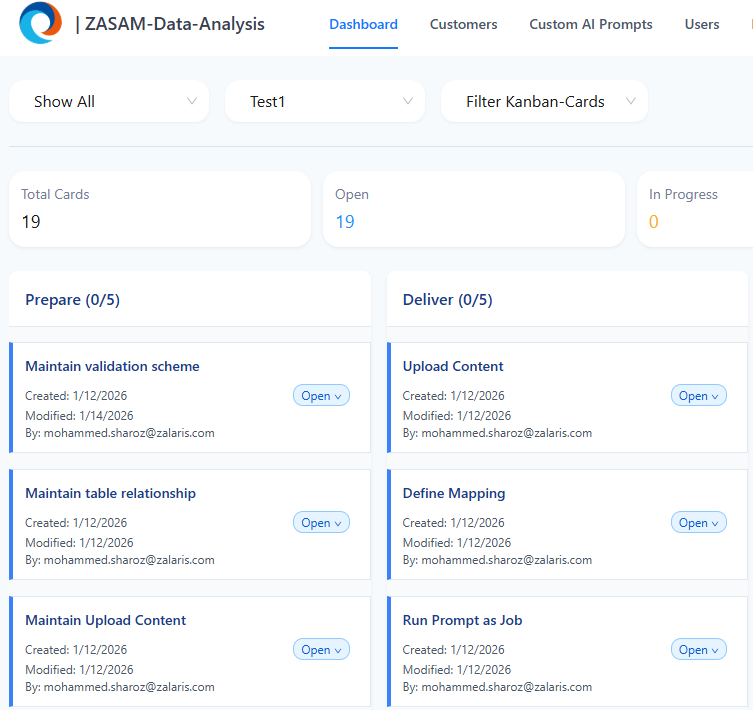 | ZASAM-Data-Analysis
Dashboard
Customers
Custom AI Prompts
Users
Show All
Test1
Filter Kanban-Cards
Total Cards
19
Open
19
In Progress
0
Prepare (0/5)
Maintain validation scheme
Created: 1/12/2026
Open
Modified: 1/14/2026
By: mohammed.sharoz@zalaris.com
Maintain table relationship
Created: 1/12/2026
Open
Modified: 1/12/2026
By: mohammed.sharoz@zalaris.com
Maintain Upload Content
Created: 1/12/2026
Open
Modified: 1/12/2026
By: mohammed.sharoz@zalaris.com
Deliver (0/5)
Upload Content
Created: 1/12/2026
Open
Modified: 1/12/2026
By: mohammed.sharoz@zalaris.com
Define Mapping
Created: 1/12/2026
Open
Modified: 1/12/2026
By: mohammed.sharoz@zalaris.com
Run Prompt as Job
Created: 1/12/2026
Open
Modified: 1/12/2026
By: mohammed.sharoz@zalaris.com